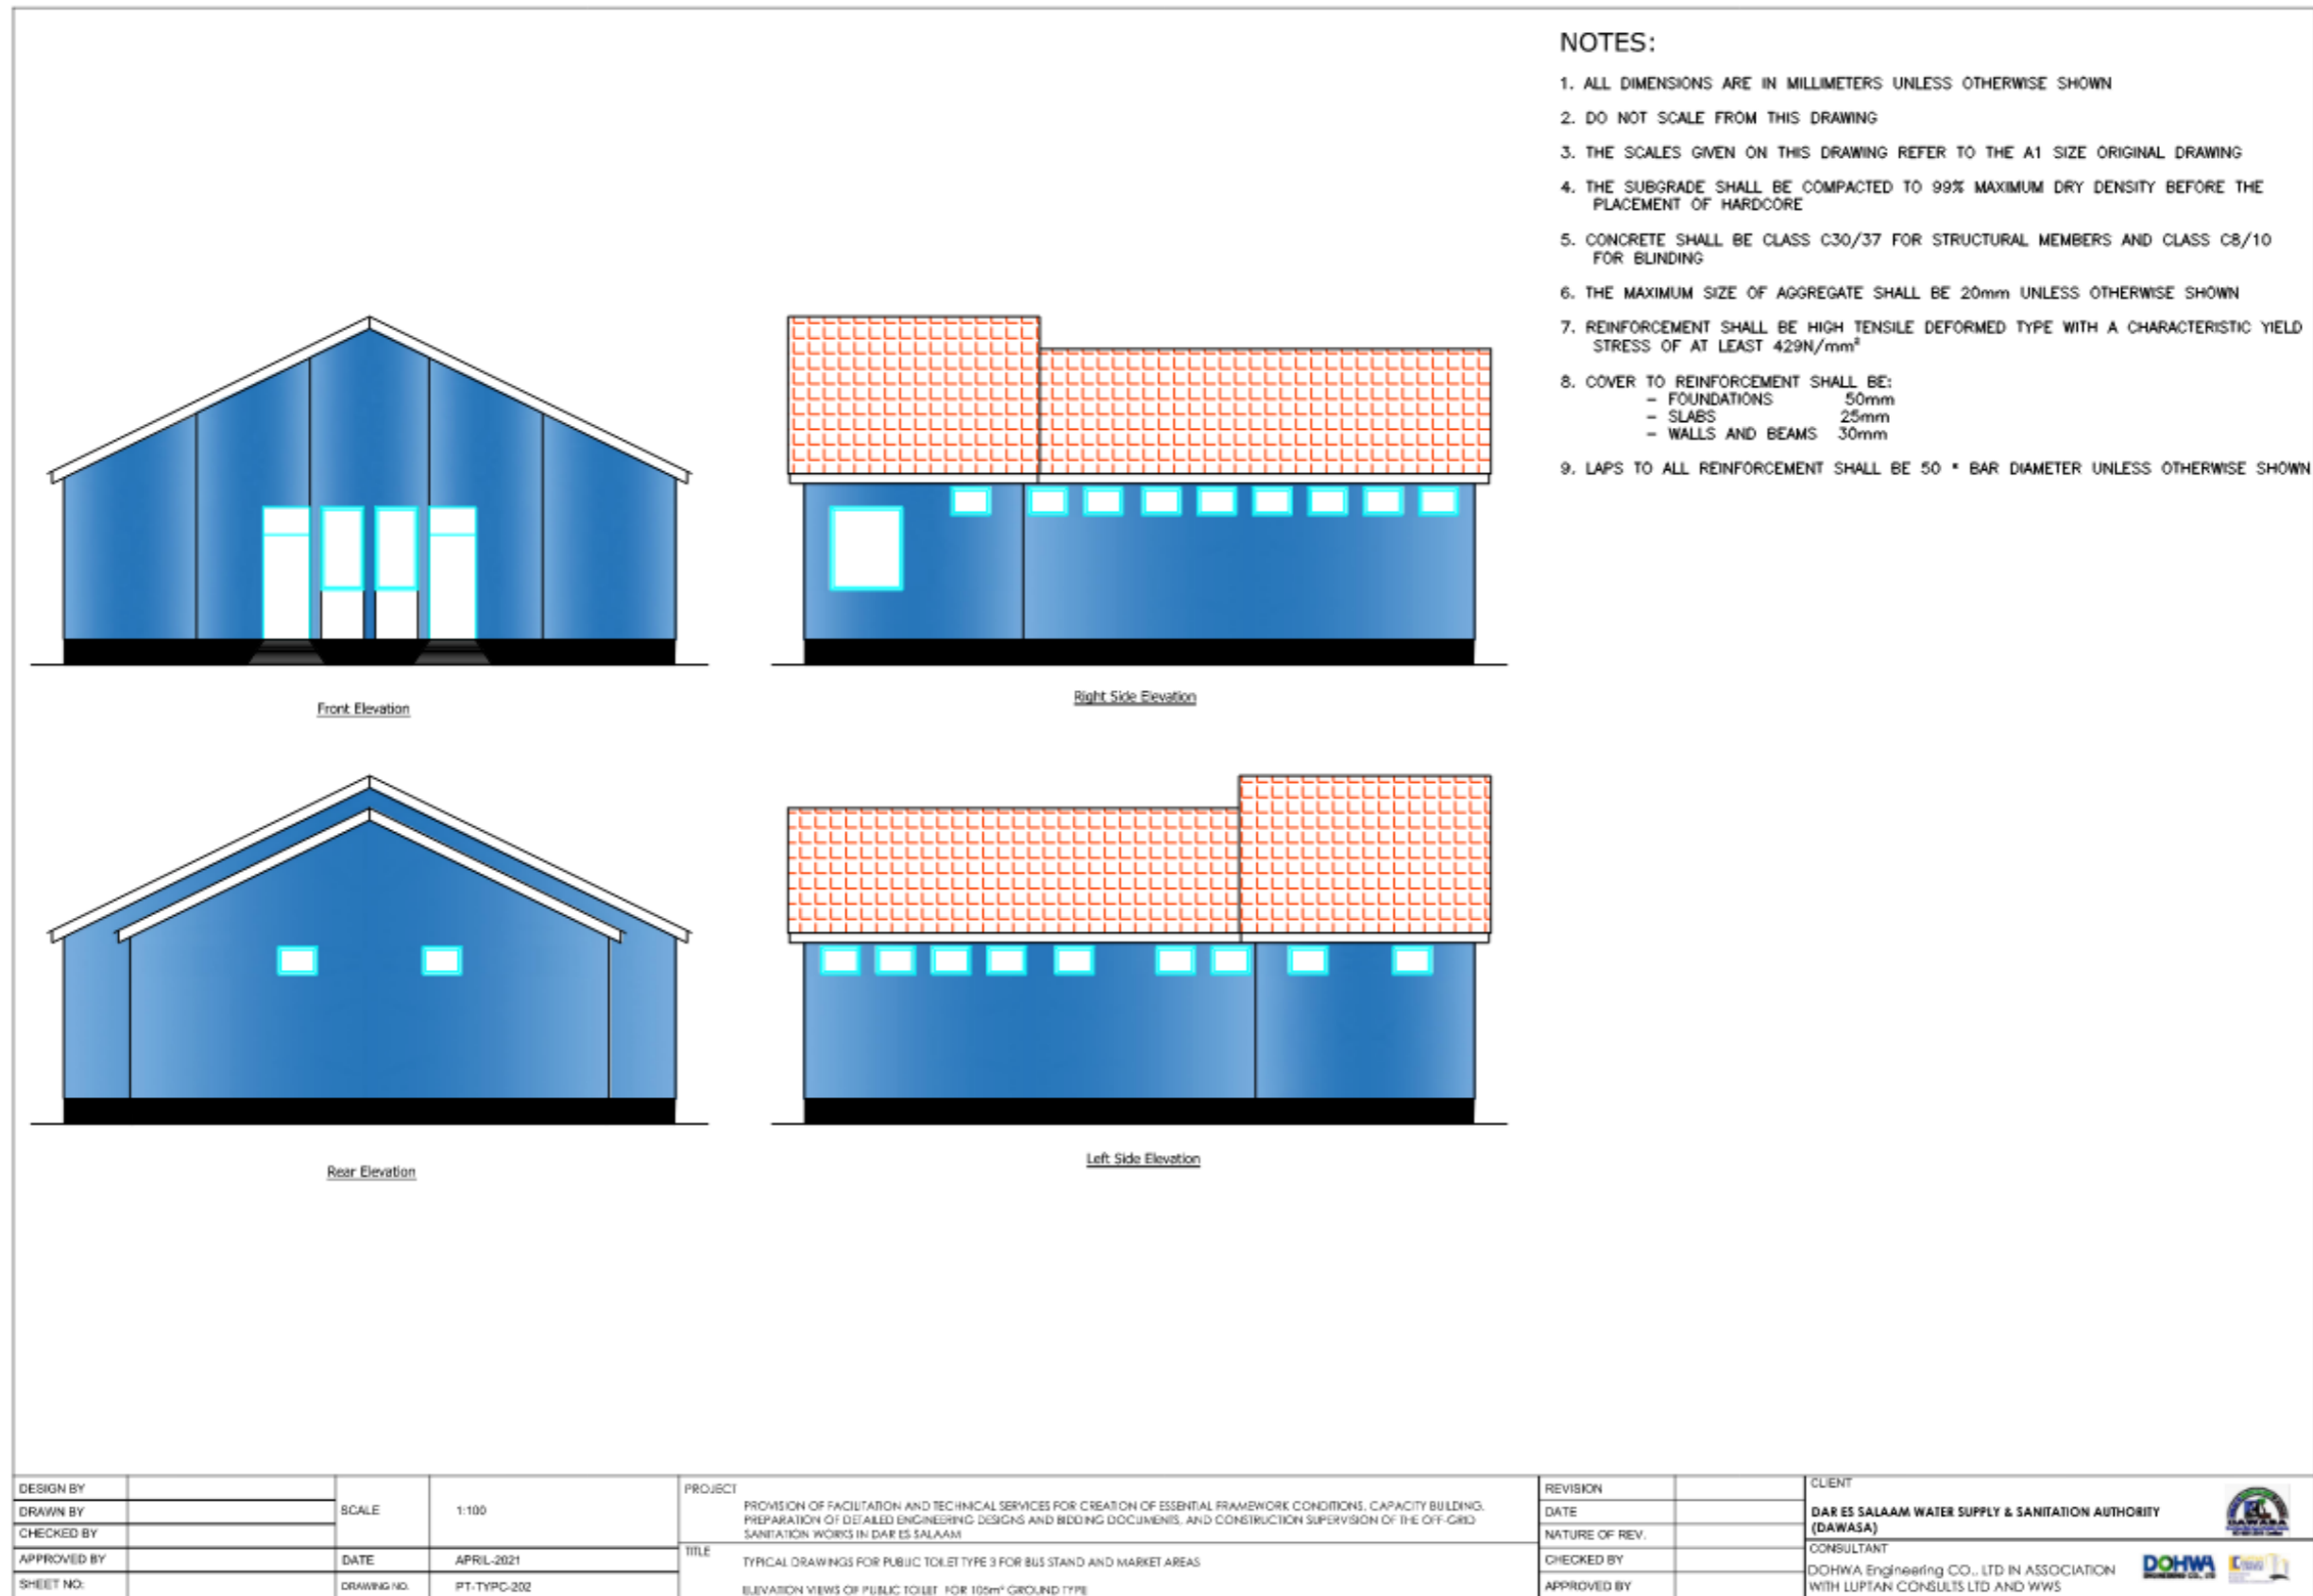 NOTES:
1. ALL DIMENSIONS ARE IN MILLIMETERS UNLESS OTHERWISE SHOWN
2. DO NOT SCALE FROM THIS DRAWING
3. THE SCALES GIVEN ON THIS DRAWING REFER TO THE A1 SIZE ORIGINAL DRAWING
4. THE SUBGRADE SHALL BE COMPACTED TO 99% MAXIMUM DRY DENSITY BEFORE THE
PLACEMENT OF HARDCORE
5. CONCRETE SHALL BE CLASS C30/37 FOR STRUCTURAL MEMBERS AND CLASS C8/10
FOR BLINDING
6. THE MAXIMUM SIZE OF AGGREGATE SHALL BE 20mm UNLESS OTHERWISE SHOWN
7. REINFORCEMENT SHALL BE HIGH TENSILE DEFORMED TYPE WITH A CHARACTERISTIC YIELD
STRESS OF AT LEAST 429N/mm²
8. COVER TO REINFORCEMENT SHALL BE:
- FOUNDATIONS 50mm
- SLABS 25mm
- WALLS AND BEAMS 30mm
9. LAPS TO ALL REINFORCEMENT SHALL BE 50 * BAR DIAMETER UNLESS OTHERWISE SHOWN
Front Elevation
Right Side Elevation
Rear Elevation
Left Side Elevation
DESIGN BY
DRAWN BY
CHECKED BY
APPROVED BY
SHEET NO:
SCALE 1:100
DATE APRIL-2021
DRAWING NO. PT-TYPC-202
PROJECT
PROVISION OF FACILITATION AND TECHNICAL SERVICES FOR CREATION OF ESSENTIAL FRAMEWORK CONDITIONS, CAPACITY BUILDING,
PREPARATION OF DETAILED ENGINEERING DESIGNS AND BIDDING DOCUMENTS, AND CONSTRUCTION SUPERVISION OF THE OFF-GRID
SANITATION WORKS IN DAR ES SALAAM
TITLE
TYPICAL DRAWINGS FOR PUBLIC TOILET TYPE 3 FOR BUS STAND AND MARKET AREAS
ELEVATION VIEWS OF PUBLIC TOILET FOR 105m² GROUND TYPE
REVISION
DATE
NATURE OF REV.
CHECKED BY
APPROVED BY
CLIENT
DAR ES SALAAM WATER SUPPLY & SANITATION AUTHORITY
(DAWASA)
DAWASA
CONSULTANT
DOHWA Engineering CO., LTD IN ASSOCIATION
WITH LUPTAN CONSULTS LTD AND WWS
DOHWA
ENGINEERING CO., LTD